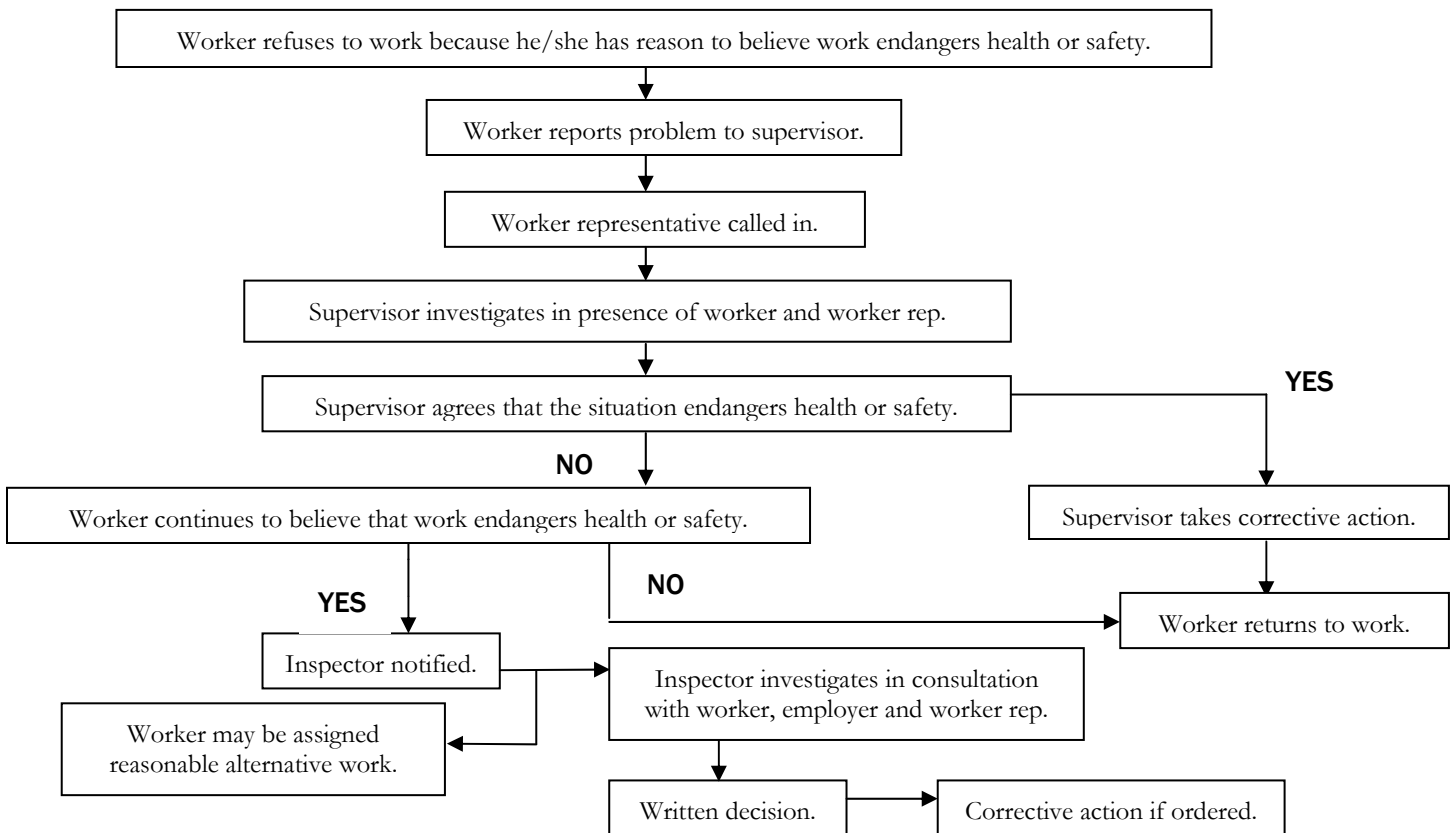 Worker refuses to work because he/she has reason to believe work endangers health or safety.
Worker reports problem to supervisor.
Worker representative called in.
Supervisor investigates in presence of worker and worker rep.
Supervisor agrees that the situation endangers health or safety.
YES
NO
Worker continues to believe that work endangers health or safety.
Supervisor takes corrective action.
YES
NO
Worker returns to work.
Inspector notified.
Inspector investigates in consultation
with worker, employer and worker rep.
Worker may be assigned
reasonable alternative work.
Written decision.
Corrective action if ordered.